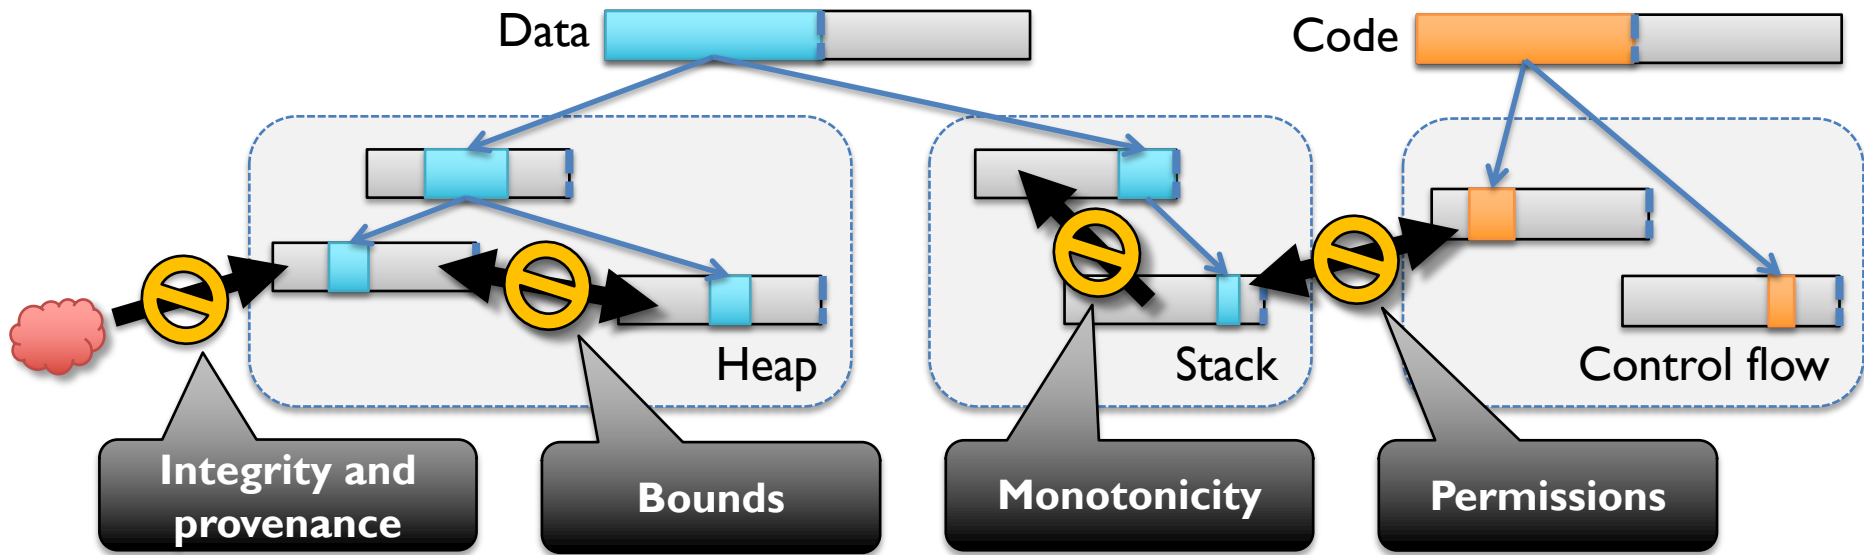 Data
Code
Heap
Stack
Control flow
Integrity and
provenance
Bounds
Monotonicity
Permissions